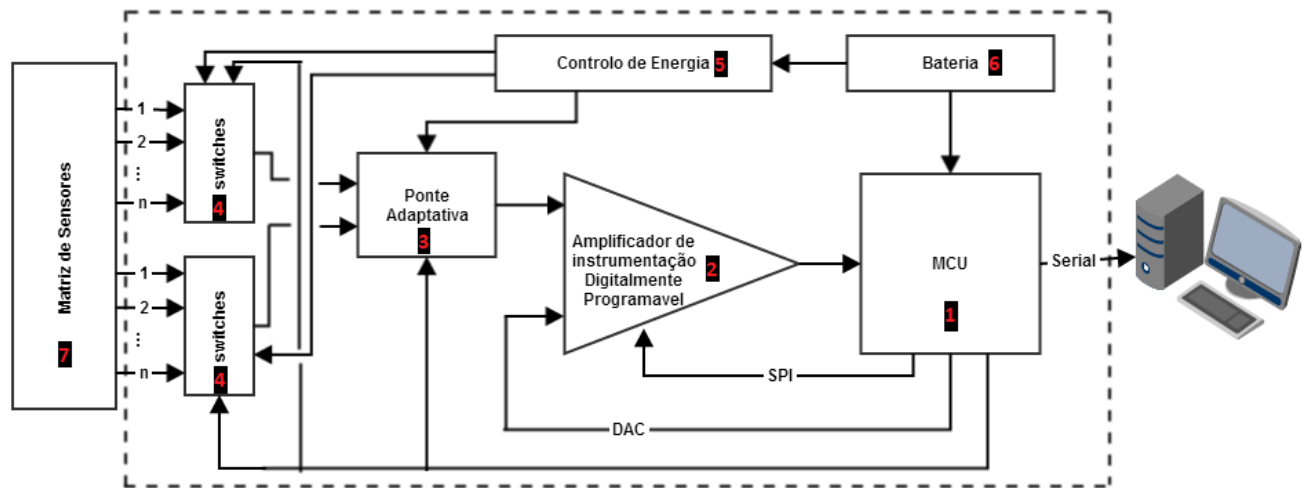 Controlo de Energia 5
Bateria 6
Matriz de Sensores
7
1
2
...
n
switches
4
1
2
...
n
switches
4
Ponte
Adaptativa
3
Amplificador de
instrumentação
Digitalmente
Programavel
2
MCU
1
Serial
SPI
DAC